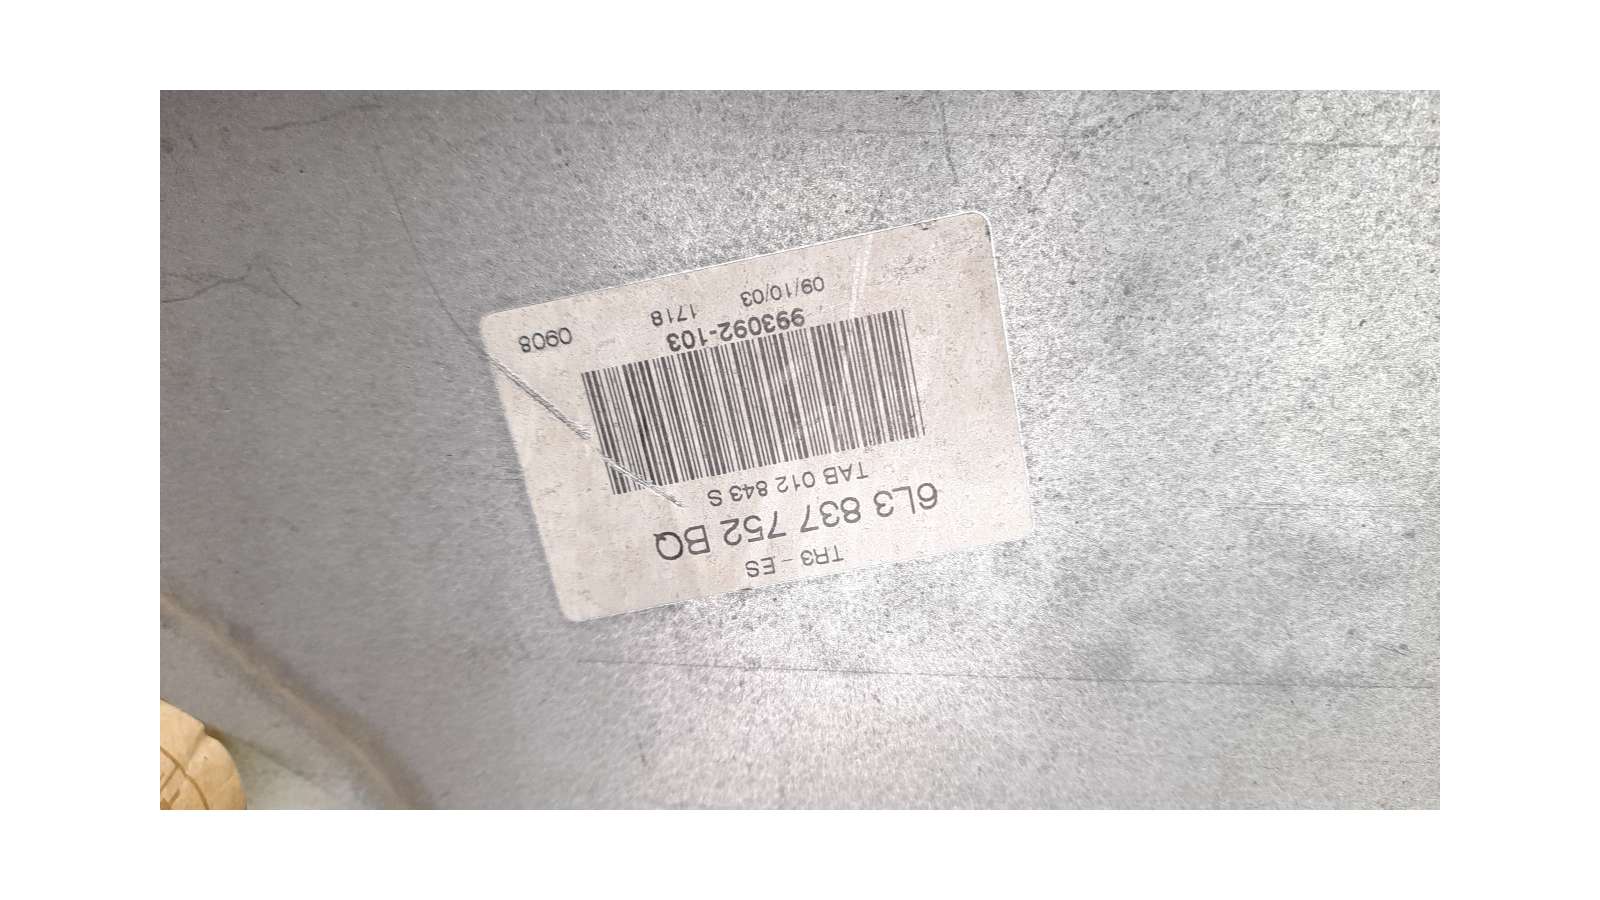 TR3 - ES
6L3 837 752 BQ
TAB 012 843 S
993092-103
09/10/03 1718 0908